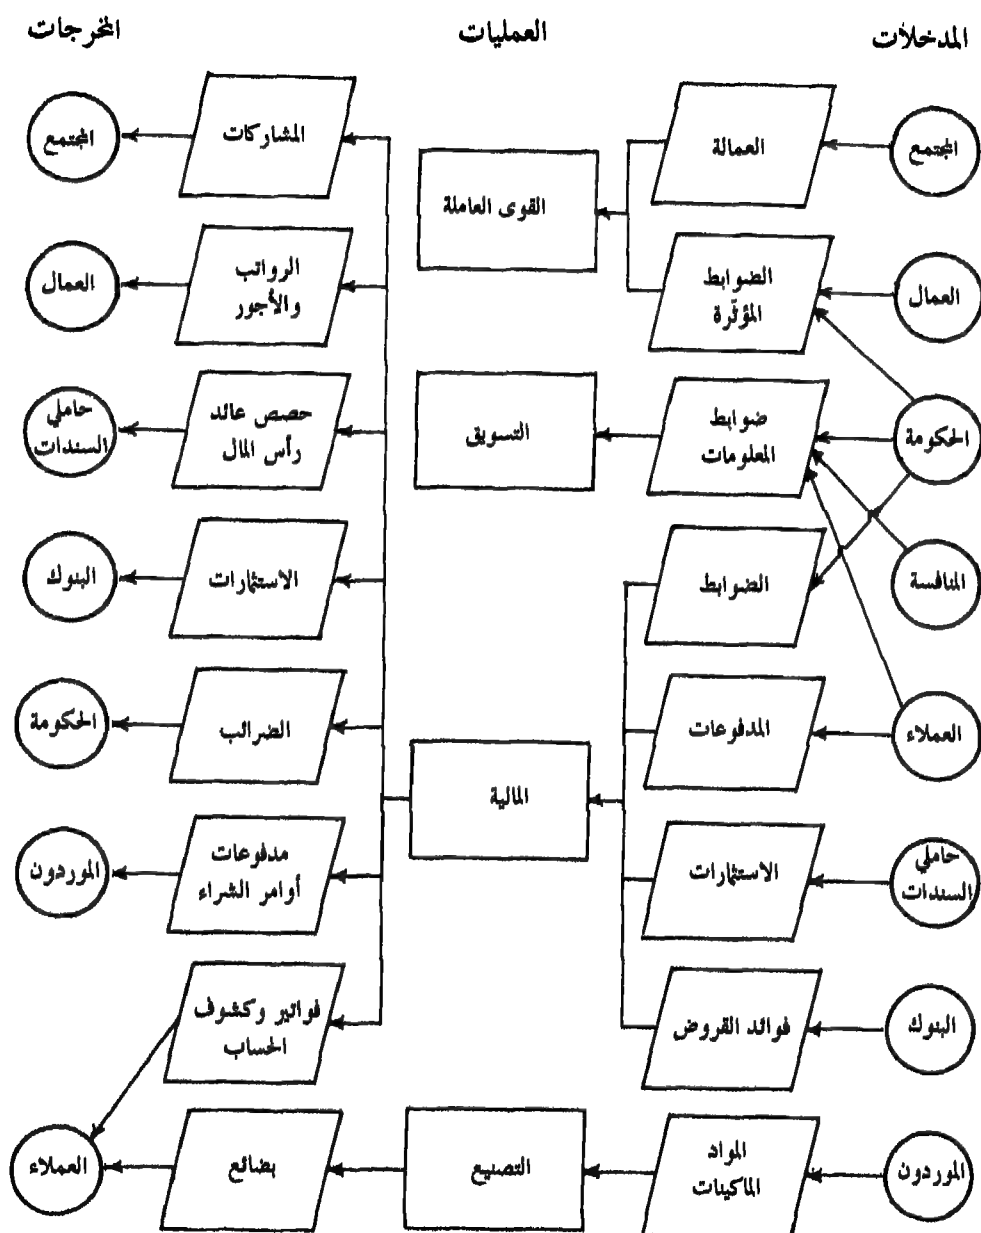 المدخلات
العمليات
المخرجات
المجتمع
العمالة
القوى العاملة
المشاركات
المجتمع
العمال
الضوابط
المؤثّرة
الرواتب
والأجور
العمال
الحكومة
ضوابط
المعلومات
التسويق
حصص عائد
رأس المال
حاملي
السندات
المنافسة
الضوابط
الاستثمارات
البنوك
العملاء
المدفوعات
المالية
الضرائب
الحكومة
حاملي
السندات
الاستثمارات
مدفوعات
أوامر الشراء
الموردون
البنوك
فوائد القروض
فواتير وكشوف
الحساب
الموردون
المواد
الماكينات
التصنيع
بضائع
العملاء